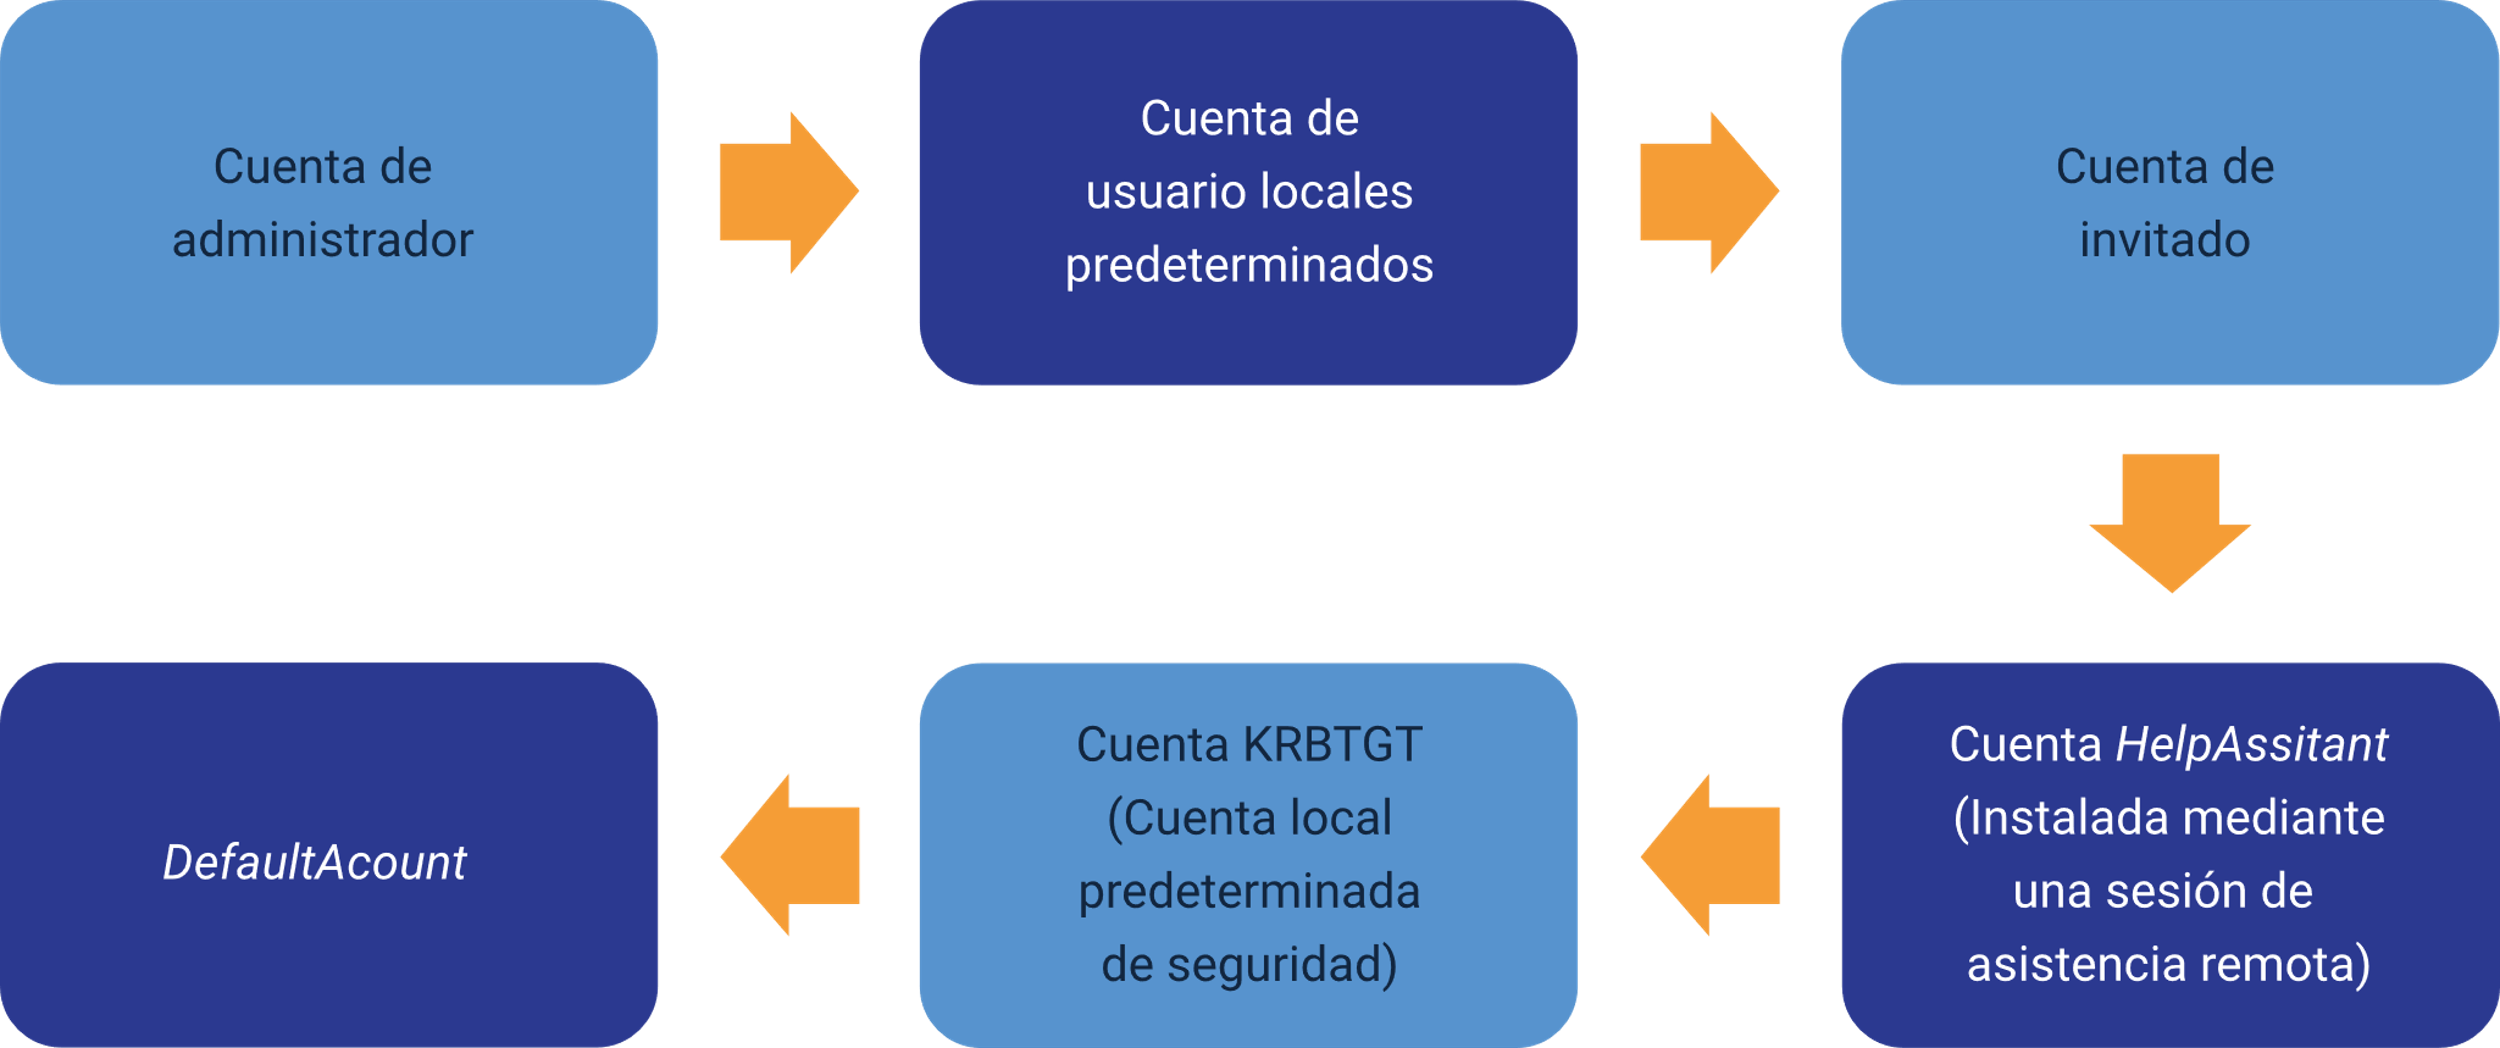 Cuenta de
administrador
Cuenta de
usuario locales
predeterminados
Cuenta de
invitado
Cuenta HelpAssitant
(Instalada mediante
una sesión de
asistencia remota)
Cuenta KRBTGT
(Cuenta local
predeterminada
de seguridad)
DefaultAcount